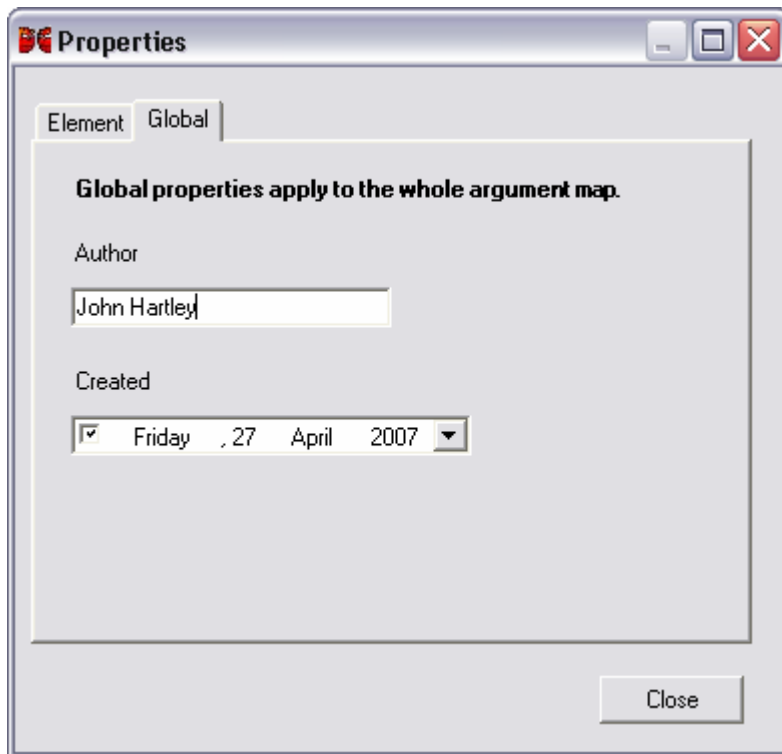 Properties
Element Global
Global properties apply to the whole argument map.
Author
John Hartley
Created
Friday , 27 April 2007
Close